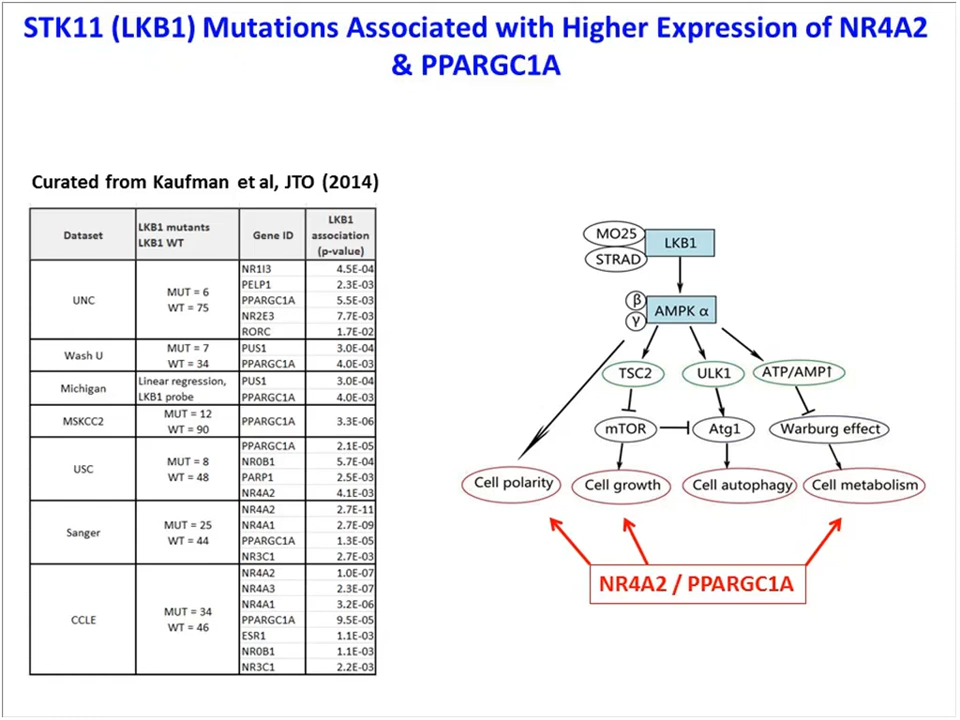 STK11 (LKB1) Mutations Associated with Higher Expression of NR4A2
& PPARGC1A
Curated from Kaufman et al, JTO (2014)
Dataset LKB1 mutants LKB1 WT Gene ID LKB1 association (p-value)
UNC MUT = 6 WT = 75
NR1I3 4.5E-04
PELP1 2.3E-03
PPARGC1A 5.5E-03
NR2E3 7.7E-03
RORC 1.7E-02
Wash U MUT = 7 WT = 34
PUS1 3.0E-04
PPARGC1A 4.0E-03
Michigan Linear regression, LKB1 probe
PUS1 3.0E-04
PPARGC1A 4.0E-03
MSKCC2 MUT = 12 WT = 90
PPARGC1A 3.3E-06
USC MUT = 8 WT = 48
PPARGC1A 2.1E-05
NR0B1 5.7E-04
PARP1 2.5E-03
NR4A2 4.1E-03
Sanger MUT = 25 WT = 44
NR4A2 2.7E-11
NR4A1 2.7E-09
PPARGC1A 1.3E-05
NR3C1 2.7E-03
CCLE MUT = 34 WT = 46
NR4A2 1.0E-07
NR4A3 2.3E-07
NR4A1 3.2E-06
PPARGC1A 9.5E-05
ESR1 1.1E-03
NR0B1 1.1E-03
NR3C1 2.2E-03
MO25
STRAD
LKB1
β
γ
AMPK α
TSC2 ULK1 ATP/AMP↑
mTOR Atg1 Warburg effect
Cell polarity Cell growth Cell autophagy Cell metabolism
NR4A2 / PPARGC1A